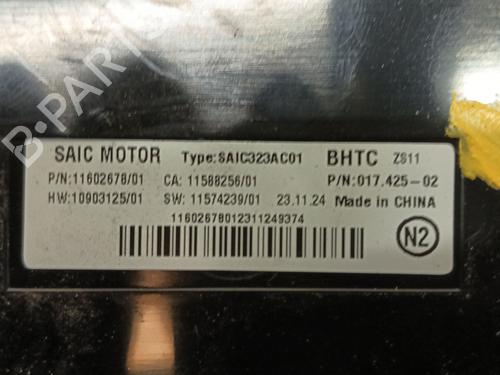 SAIC MOTOR Type:SAIC323AC01 BHTC ZS11
P/N:11602678/01 CA: 11588256/01 P/N:017.425-02
HW:10903125/01 SW: 11574239/01 23.11.24 Made in CHINA
11602678012311249374
N2
B-PARTS